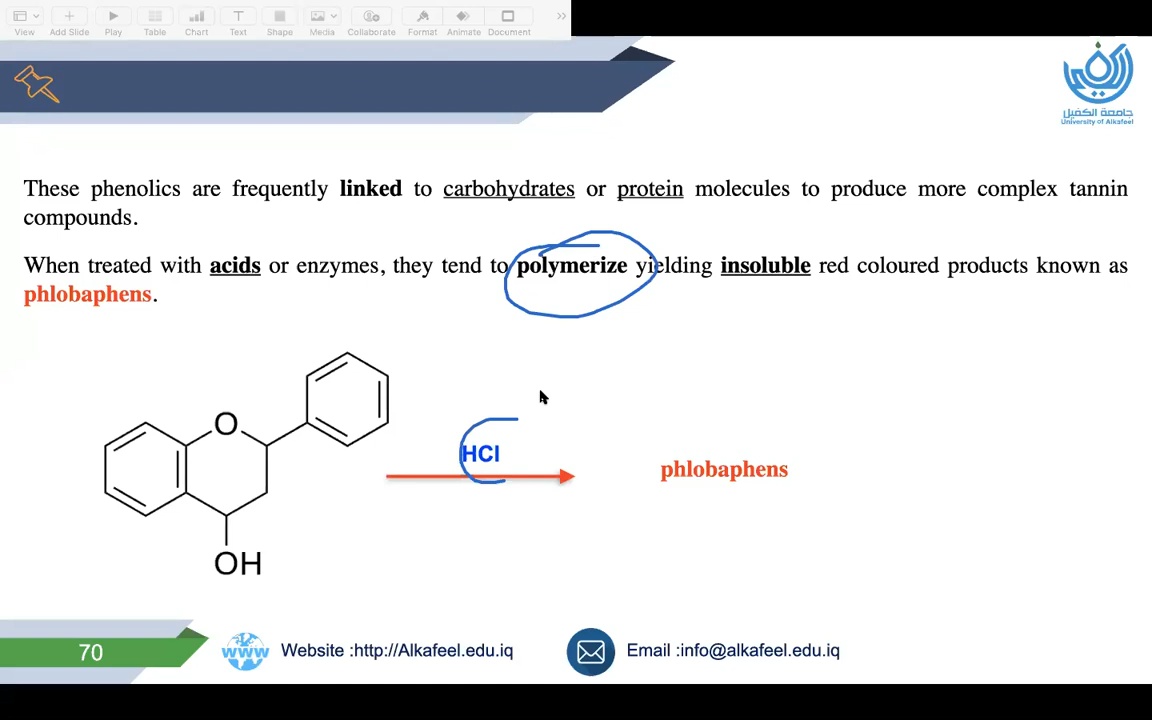 View Add Slide Play Table Chart Text Shape Media Collaborate Format Animate Document
جامعة الكفيل
University of Alkafeel
These phenolics are frequently linked to carbohydrates or protein molecules to produce more complex tannin
compounds.
When treated with acids or enzymes, they tend to polymerize yielding insoluble red coloured products known as
phlobaphens.
O
HCl
phlobaphens
OH
70
www
Website :http://Alkafeel.edu.iq
Email :info@alkafeel.edu.iq